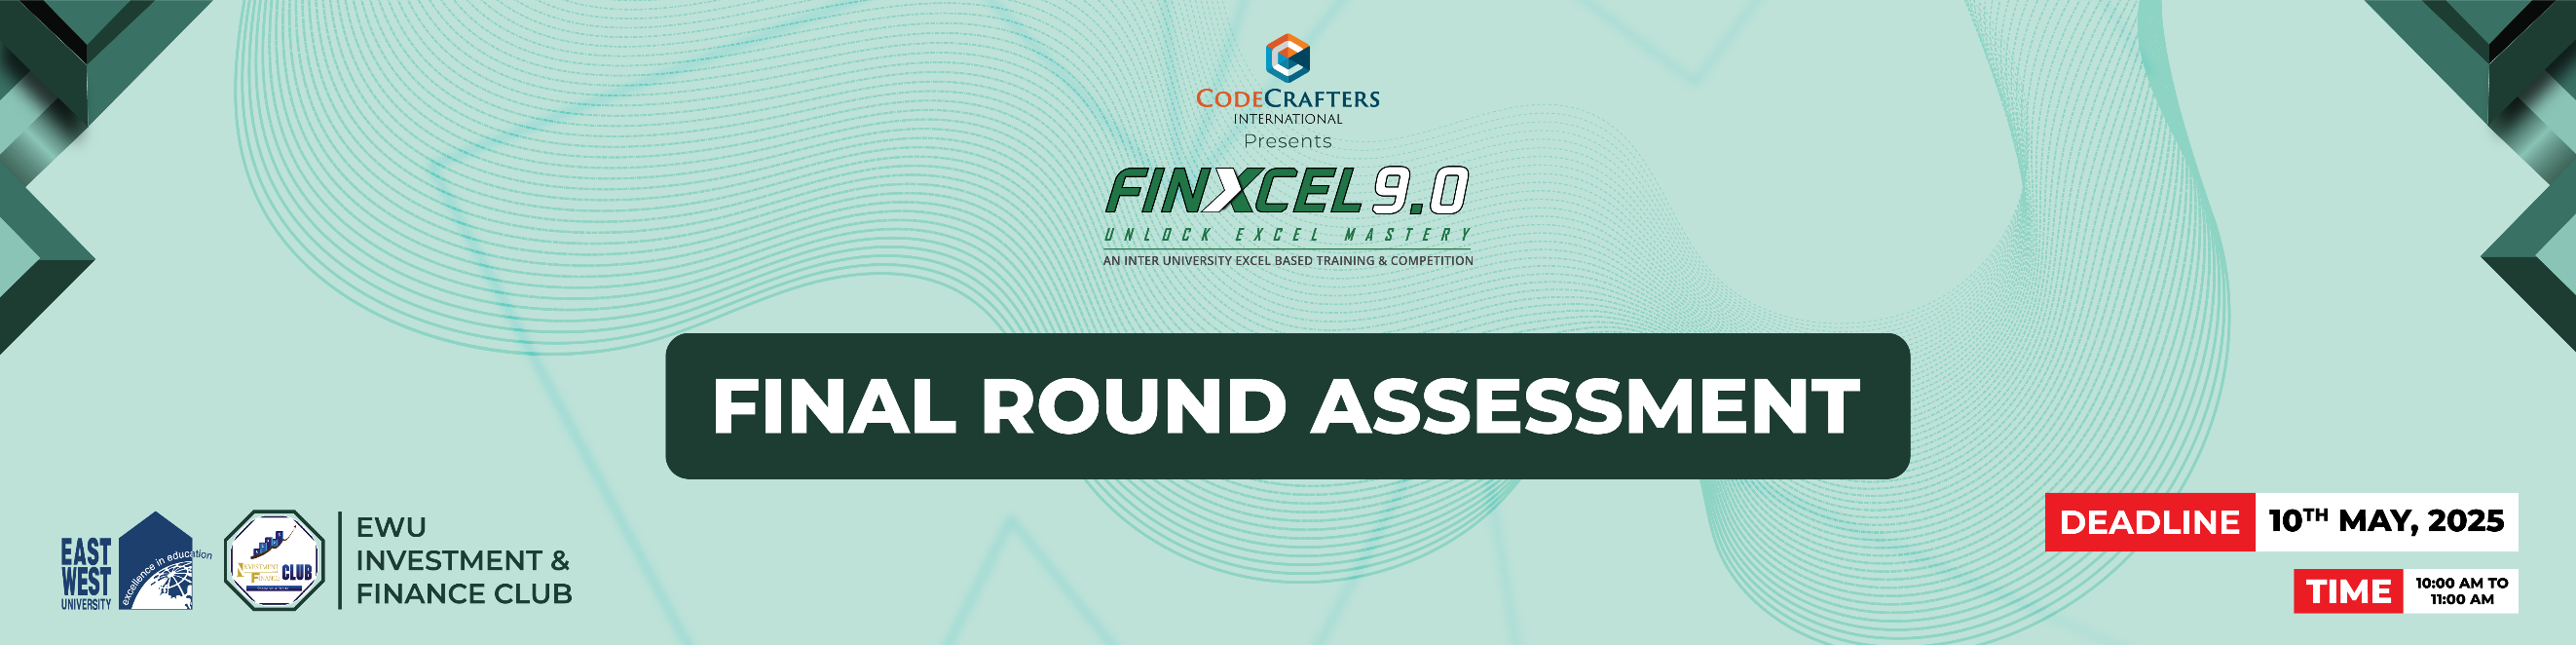 CODECRAFTERS
INTERNATIONAL
Presents
FINXCEL 9.0
UNLOCK EXCEL MASTERY
AN INTER UNIVERSITY EXCEL BASED TRAINING & COMPETITION
FINAL ROUND ASSESSMENT
EAST
WEST
UNIVERSITY
excellence in education
INVESTMENT
FINANCE CLUB
EWU
INVESTMENT &
FINANCE CLUB
DEADLINE 10TH MAY, 2025
TIME 10:00 AM TO
11:00 AM